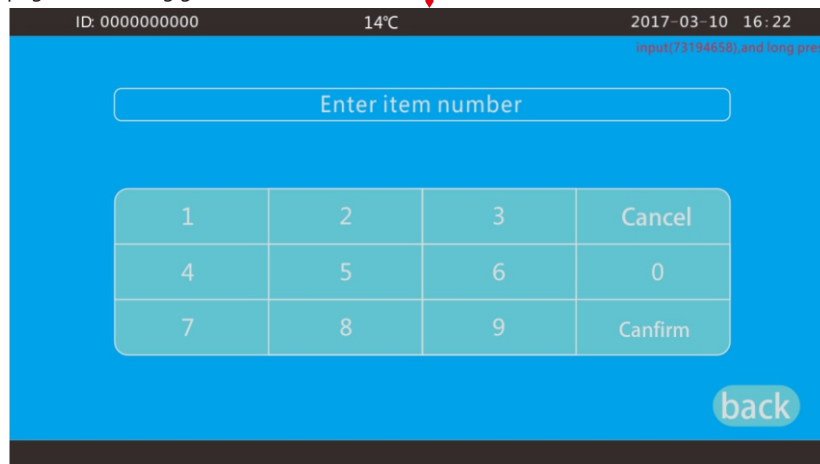 ID: 0000000000 14℃ 2017-03-10 16:22
input(73194658),and long pre
Enter item number
1 2 3 Cancel
4 5 6 0
7 8 9 Canfirm
back